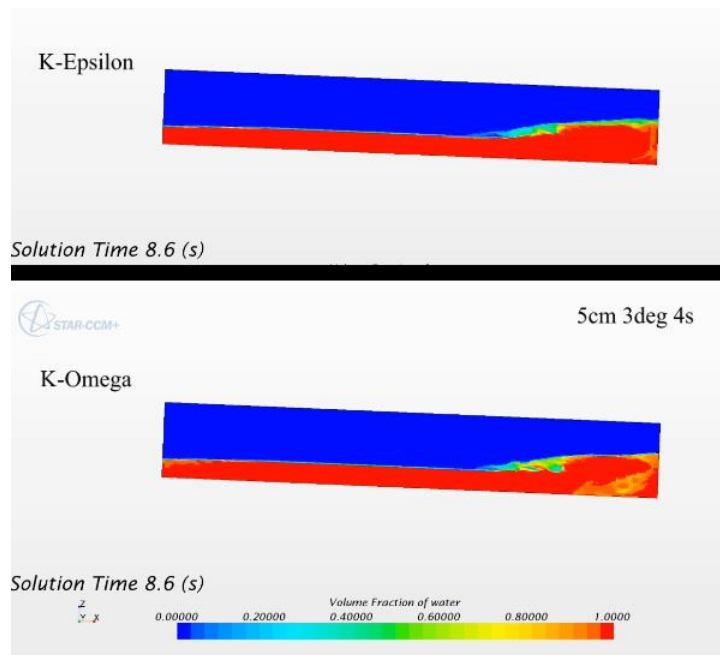 K-Epsilon
Solution Time 8.6 (s)
STAR-CCM+
5cm 3deg 4s
K-Omega
Solution Time 8.6 (s)
Z
Y X
Volume Fraction of water
0.00000 0.20000 0.40000 0.60000 0.80000 1.0000